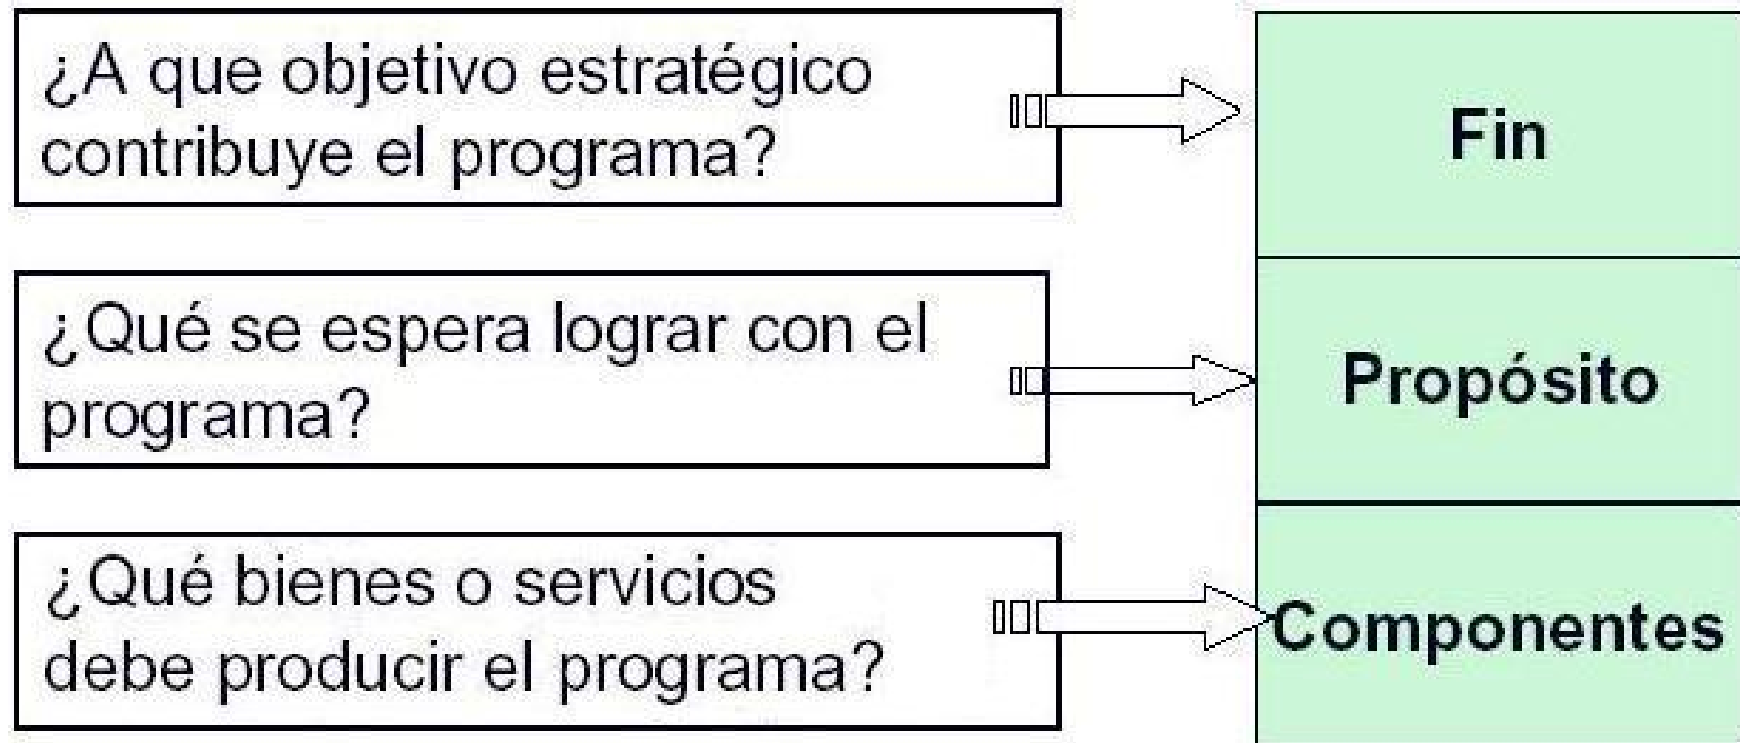 ¿A que objetivo estratégico
contribuye el programa?
Fin
¿Qué se espera lograr con el
programa?
Propósito
¿Qué bienes o servicios
debe producir el programa?
Componentes